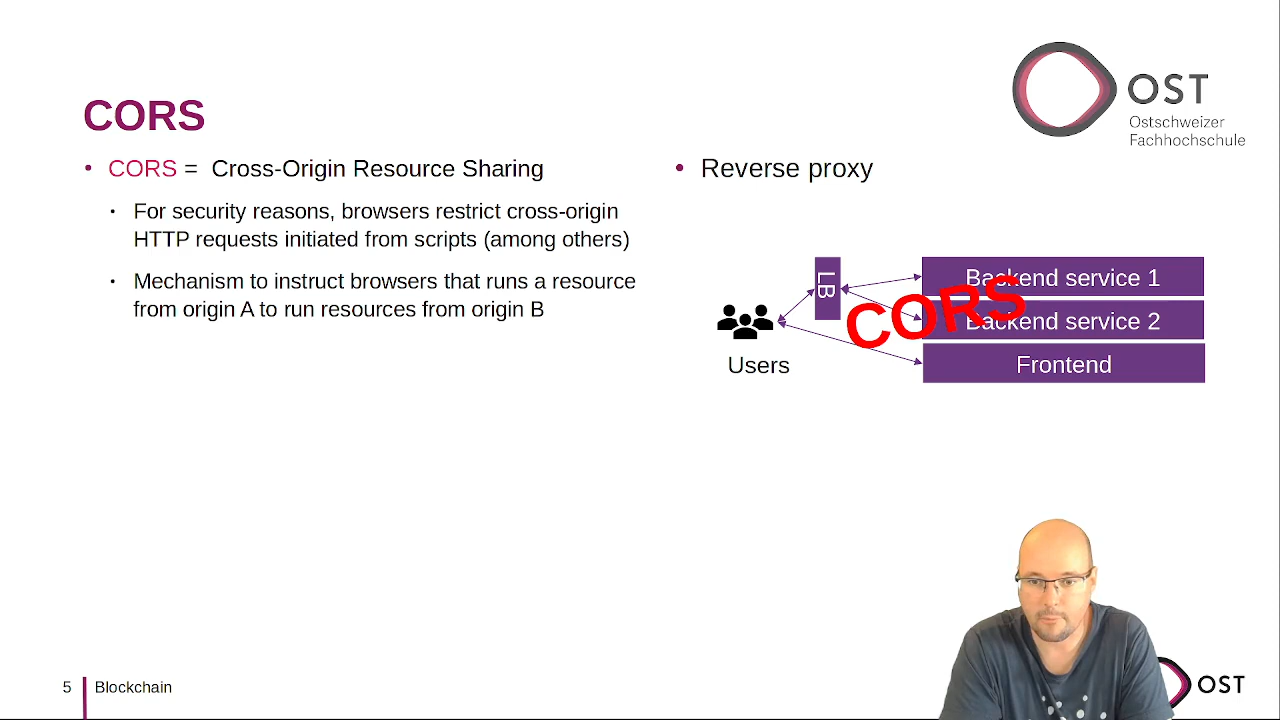 OST
Ostschweizer
Fachhochschule
CORS
• CORS = Cross-Origin Resource Sharing
• For security reasons, browsers restrict cross-origin
HTTP requests initiated from scripts (among others)
• Mechanism to instruct browsers that runs a resource
from origin A to run resources from origin B
• Reverse proxy
LB
Backend service 1
CORS
Backend service 2
Frontend
Users
5
Blockchain
OST